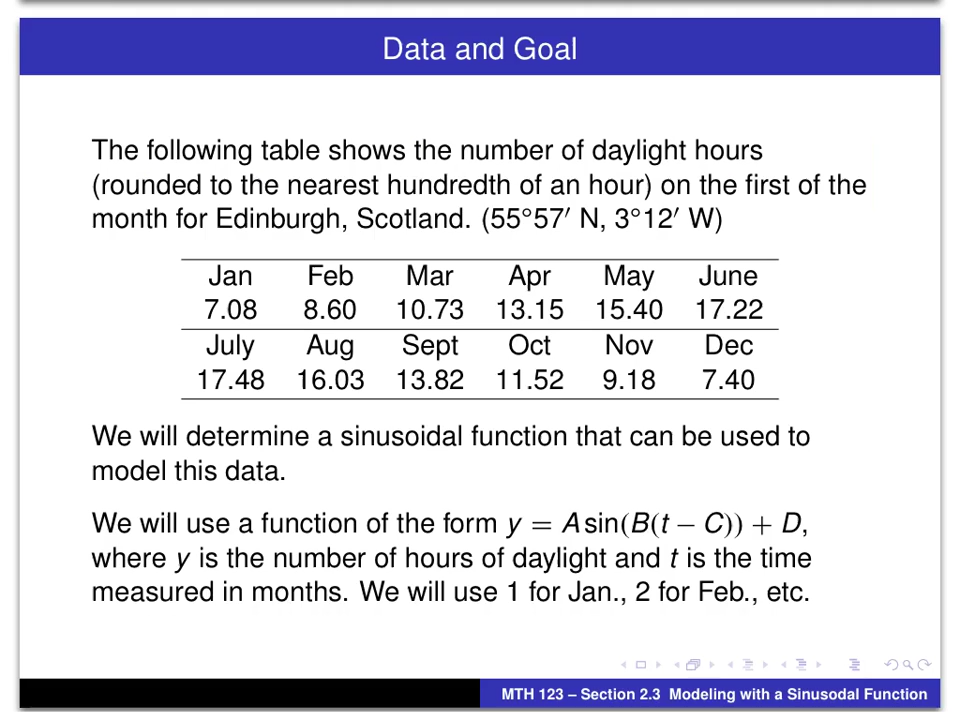 Data and Goal
The following table shows the number of daylight hours
(rounded to the nearest hundredth of an hour) on the first of the
month for Edinburgh, Scotland. (55°57′ N, 3°12′ W)
Jan Feb Mar Apr May June
7.08 8.60 10.73 13.15 15.40 17.22
July Aug Sept Oct Nov Dec
17.48 16.03 13.82 11.52 9.18 7.40
We will determine a sinusoidal function that can be used to
model this data.
We will use a function of the form y = A sin(B(t − C)) + D,
where y is the number of hours of daylight and t is the time
measured in months. We will use 1 for Jan., 2 for Feb., etc.
MTH 123 – Section 2.3 Modeling with a Sinusodal Function